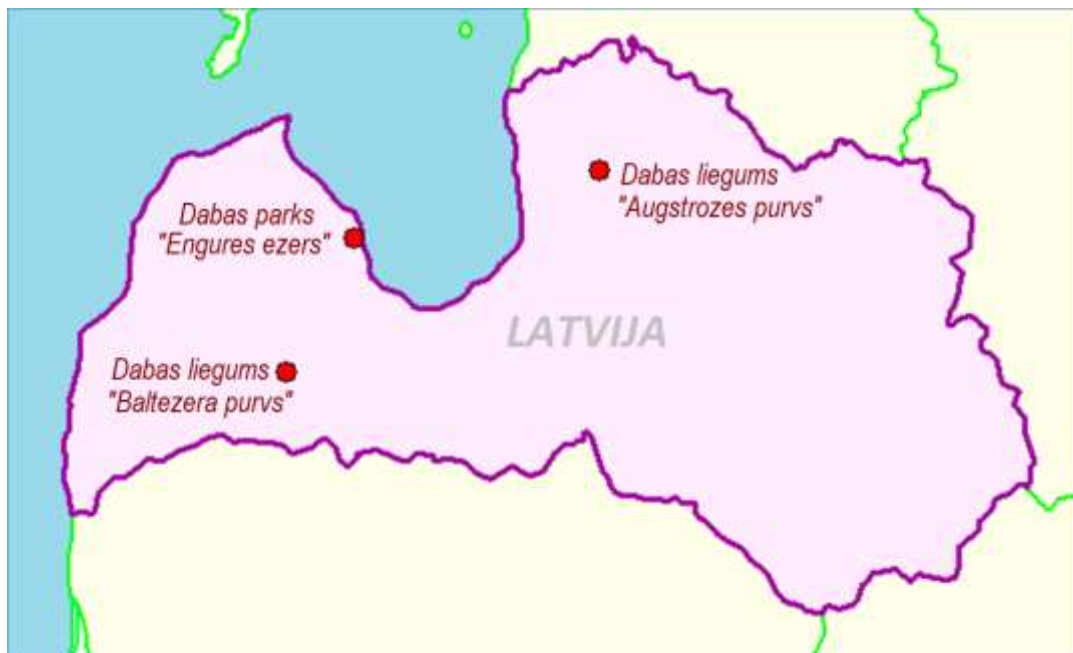 Dabas liegums
"Augstrozes purvs"
Dabas parks
"Engures ezers"
LATVIJA
Dabas liegums
"Baltezera purvs"